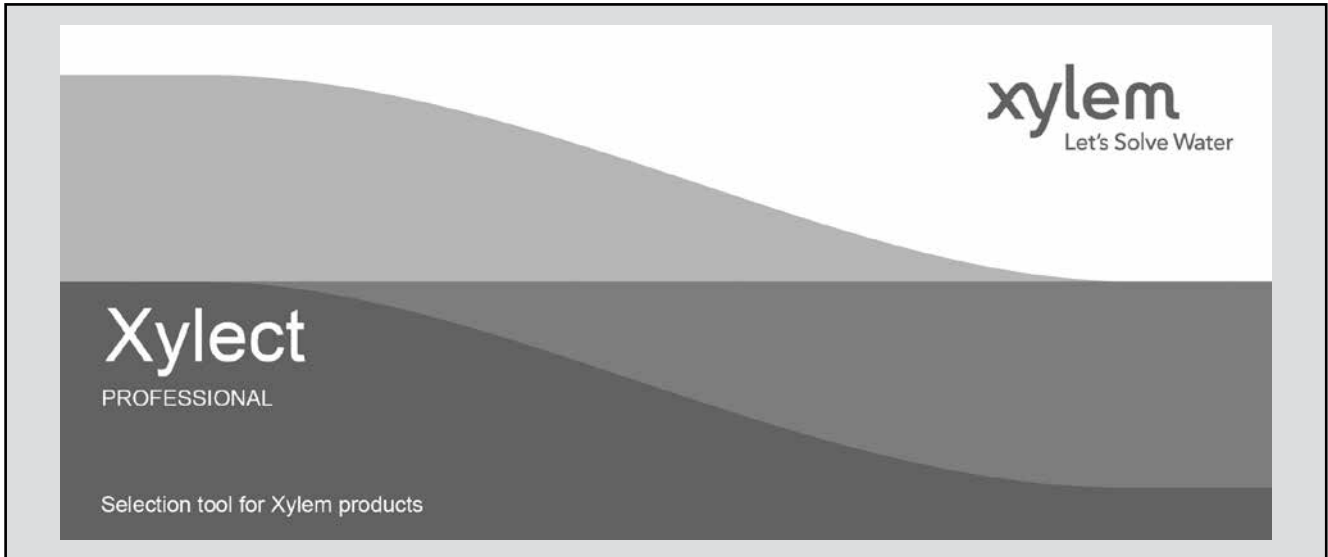 xylem
Let's Solve Water
Xylect
PROFESSIONAL
Selection tool for Xylem products